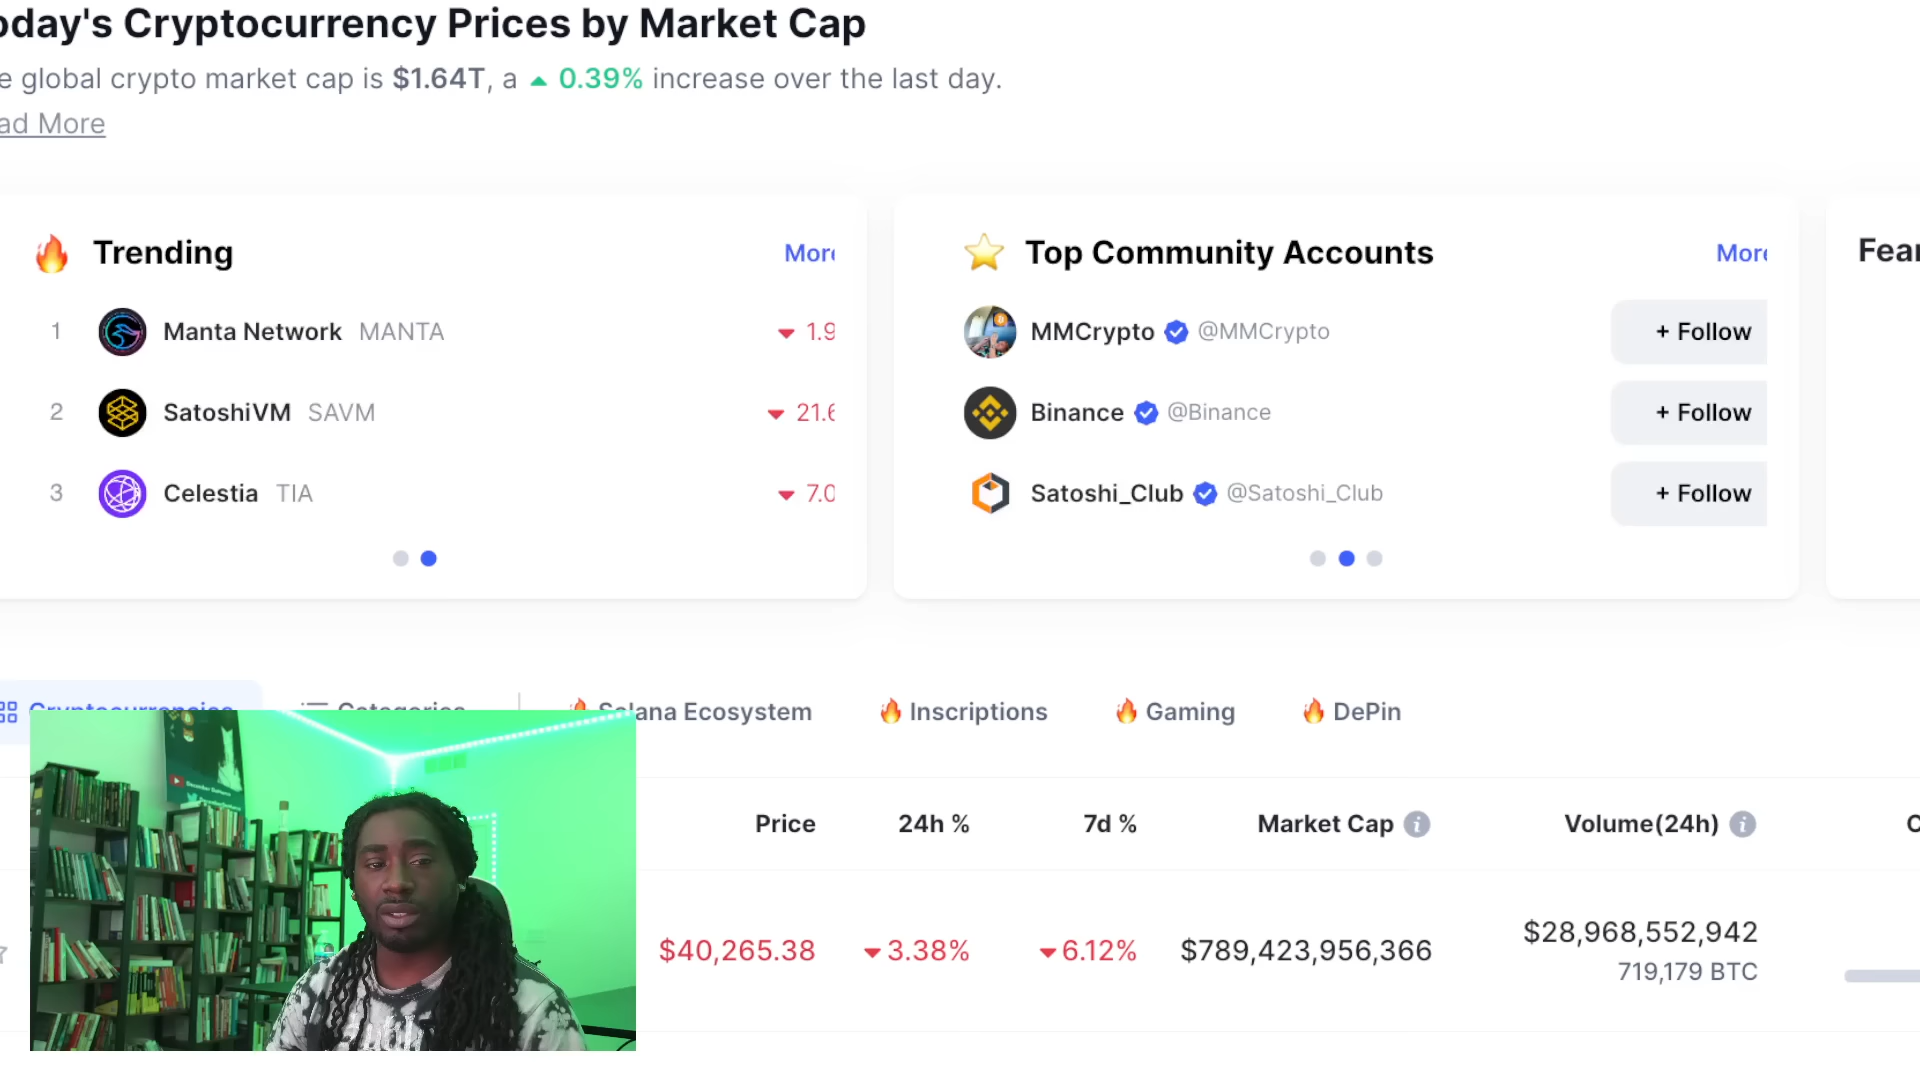 oday's Cryptocurrency Prices by Market Cap
e global crypto market cap is $1.64T, a ▲ 0.39% increase over the last day.
ad More
🔥 Trending More
1 Manta Network MANTA ▼ 1.9
2 SatoshiVM SAVM ▼ 21.6
3 Celestia TIA ▼ 7.0
⭐ Top Community Accounts More
MMCrypto @MMCrypto + Follow
Binance @Binance + Follow
Satoshi_Club @Satoshi_Club + Follow
Fear
Cryptocurrencies Categories Solana Ecosystem 🔥 Inscriptions 🔥 Gaming 🔥 DePin
Price 24h % 7d % Market Cap Volume(24h) C
$40,265.38 ▼ 3.38% ▼ 6.12% $789,423,956,366 $28,968,552,942
719,179 BTC